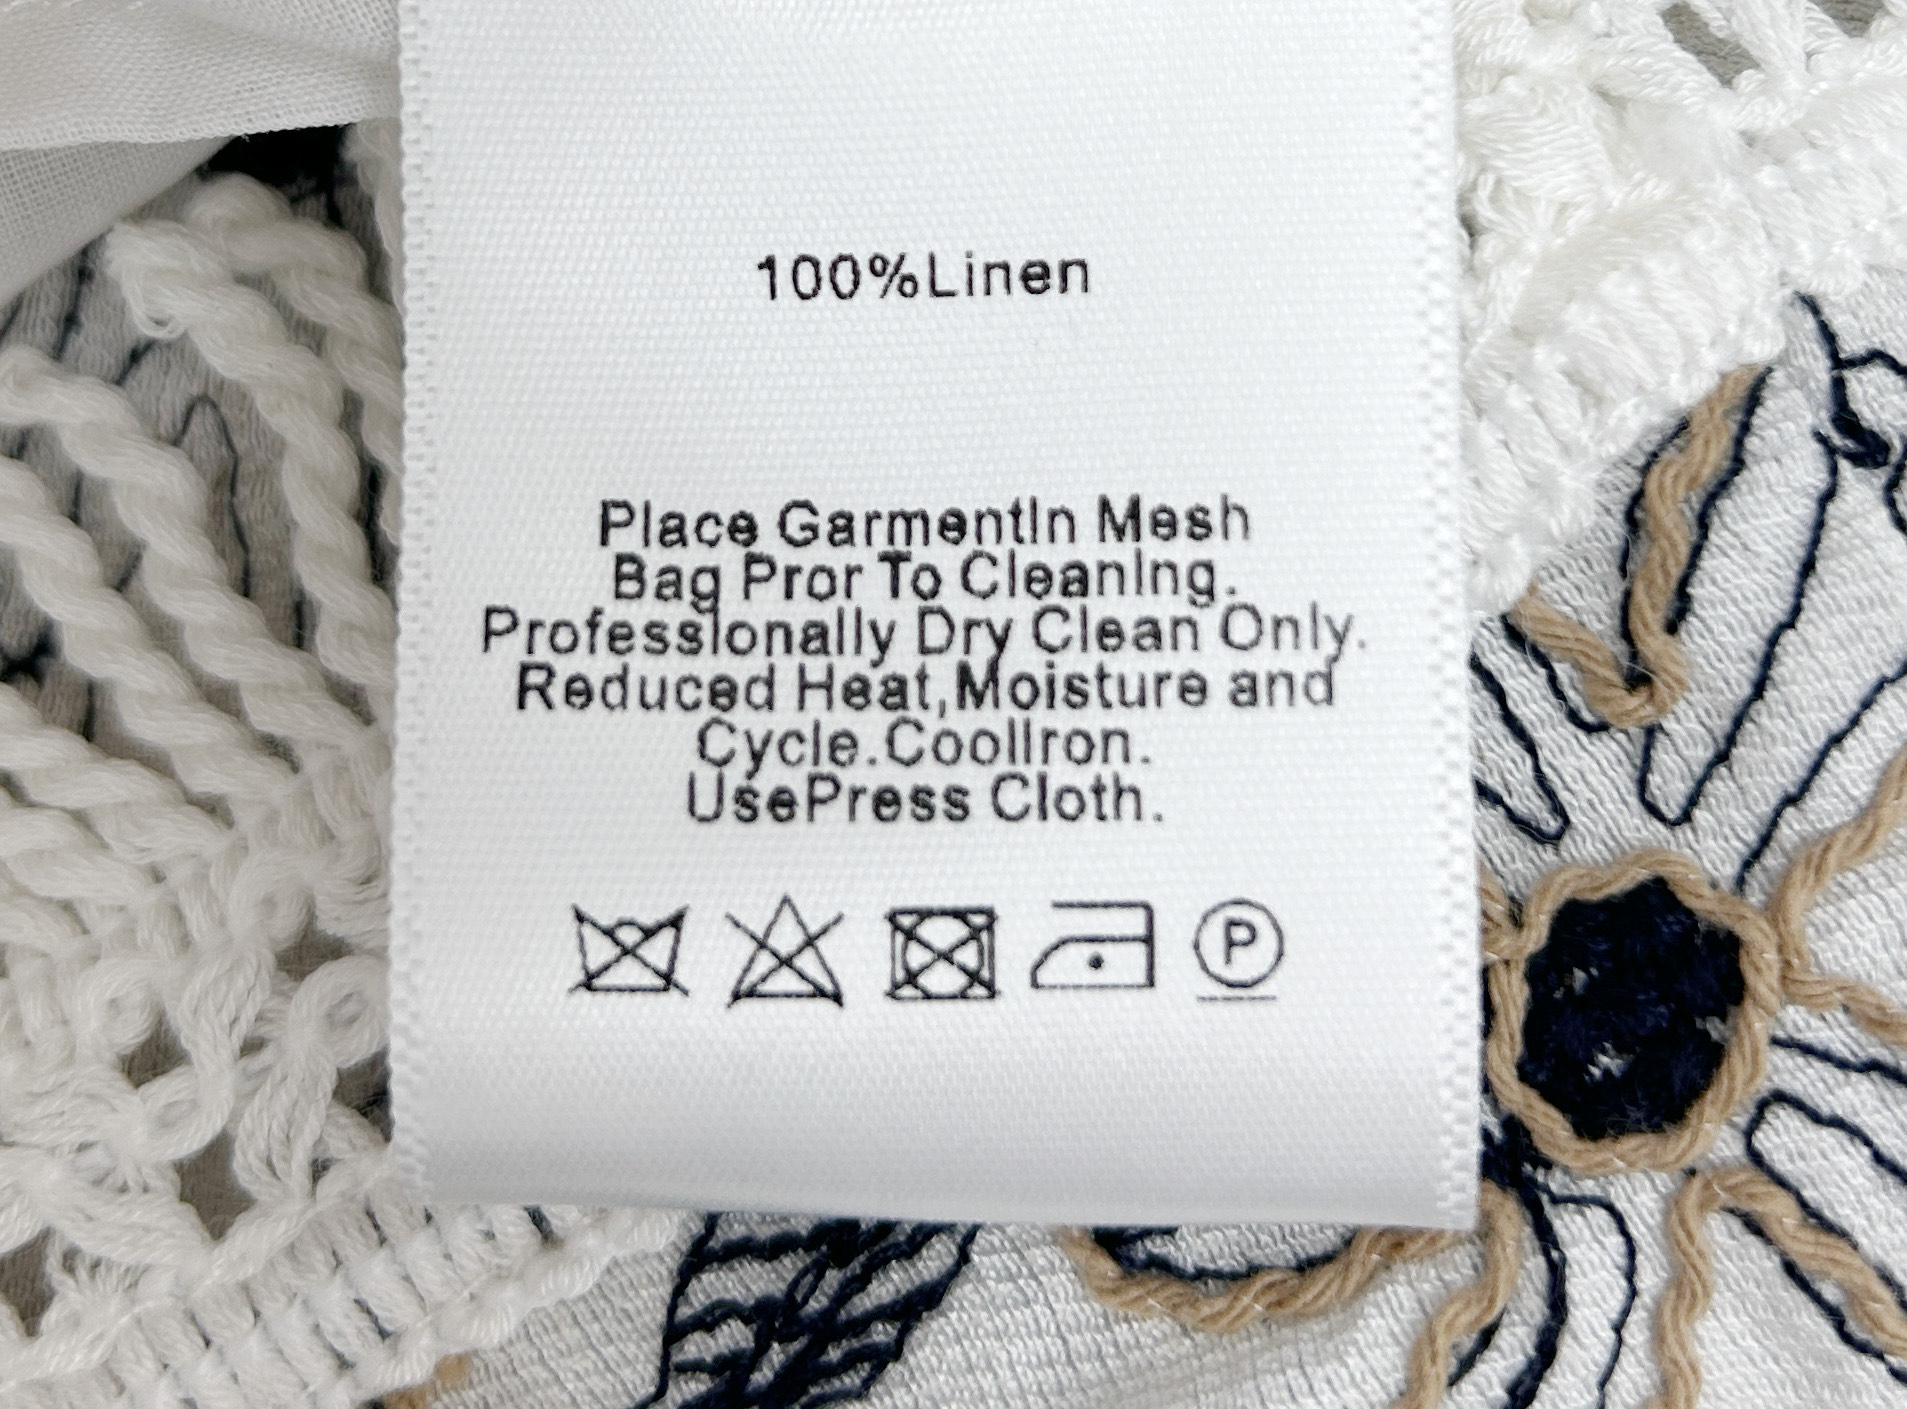 100%Linen
Place GarmentIn Mesh
Bag Pror To Cleaning.
Professionally Dry Clean Only.
Reduced Heat,Moisture and
Cycle.CoolIron.
UsePress Cloth.
P